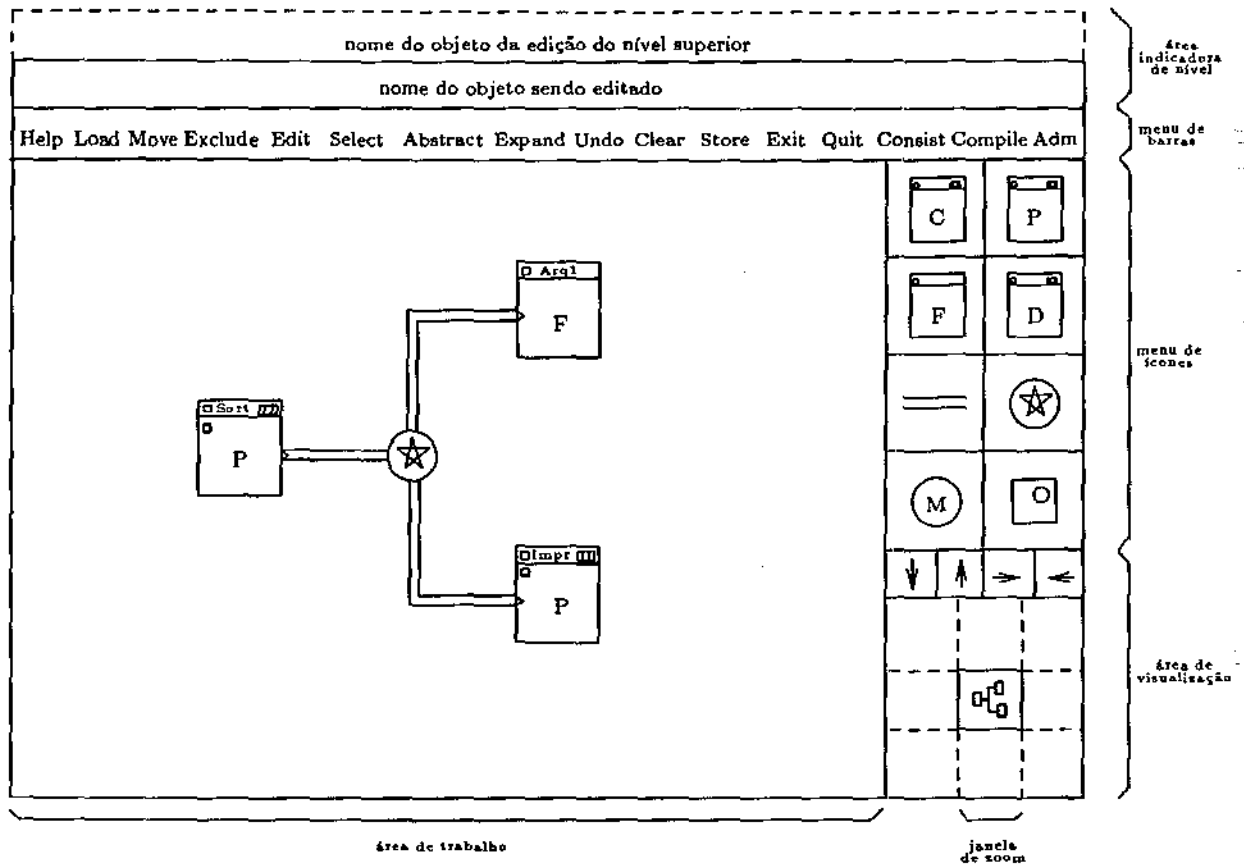 nome do objeto da edição do nível superior
nome do objeto sendo editado
área
indicadora
de nível
Help Load Move Exclude Edit Select Abstract Expand Undo Clear Store Exit Quit Consist Compile Adm
menu de
barras
C P
Arq1
F
F D
menu de
ícones
Sort
P
M O
Impr
P
área de
visualização
área de trabalho
janela
de zoom